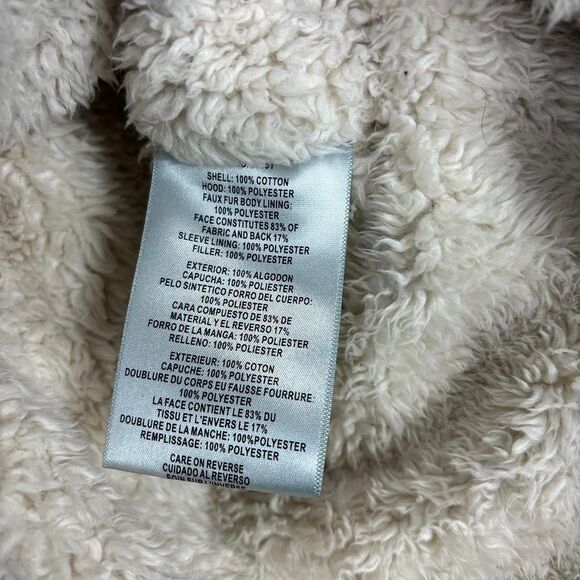 SHELL: 100% COTTON
HOOD: 100% POLYESTER
FAUX FUR BODY LINING:
100% POLYESTER
FACE CONSTITUTES 83% OF
FABRIC AND BACK 17%
SLEEVE LINING: 100% POLYESTER
FILLER: 100% POLYESTER
EXTERIOR: 100% ALGODON
CAPUCHA: 100% POLIESTER
PELO SINTETICO FORRO DEL CUERPO:
100% POLIESTER
CARA COMPUESTO DE 83% DE
MATERIAL Y EL REVERSO 17%
FORRO DE LA MANGA: 100% POLIESTER
RELLENO: 100% POLIESTER
EXTERIEUR: 100% COTON
CAPUCHE: 100% POLYESTER
DOUBLURE DU CORPS EU FAUSSE FOURRURE:
100% POLYESTER
LA FACE CONTIENT LE 83% DU
TISSU ET L'ENVERS LE 17%
DOUBLURE DE LA MANCHE: 100%POLYESTER
REMPLISSAGE: 100% POLYESTER
CARE ON REVERSE
CUIDADO AL REVERSO
SOIN SUR L'ENVERS